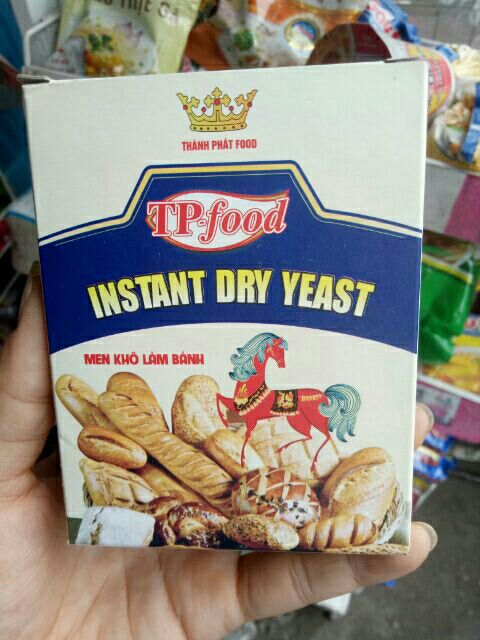 THÀNH PHÁT FOOD
TP-food
INSTANT DRY YEAST
MEN KHÔ LÀM BÁNH